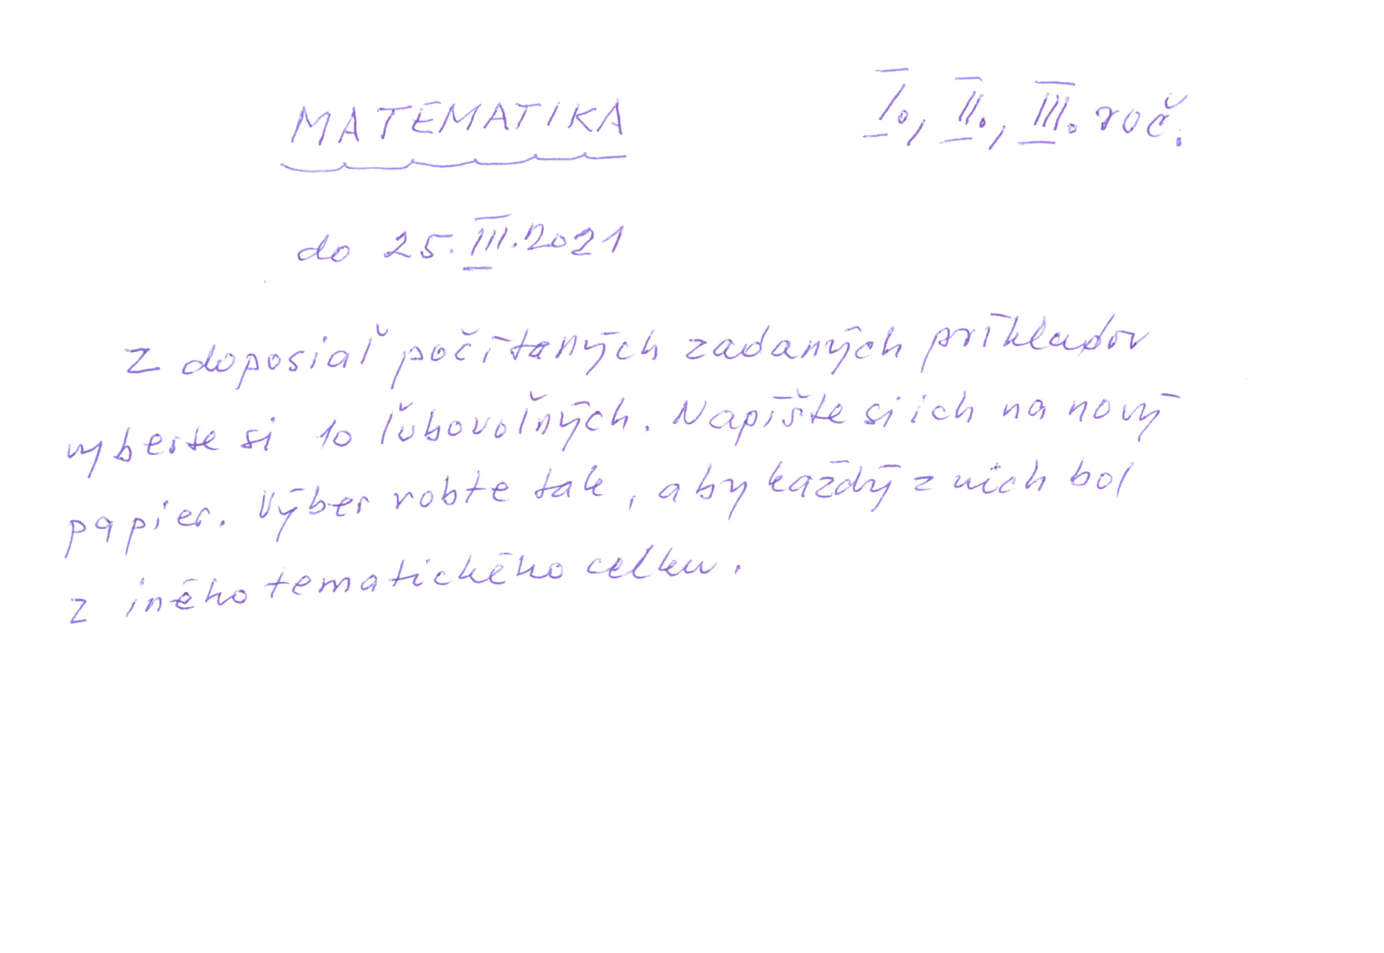 MATEMATIKA I., II., III. roč.
do 25.III.2021
Z doposiaľ počítaných zadaných príkladov
vyberte si 10 ľubovoľných. Napíšte si ich na nový
papier. Výber robte tak, aby každý z nich bol
z iného tematického celku.